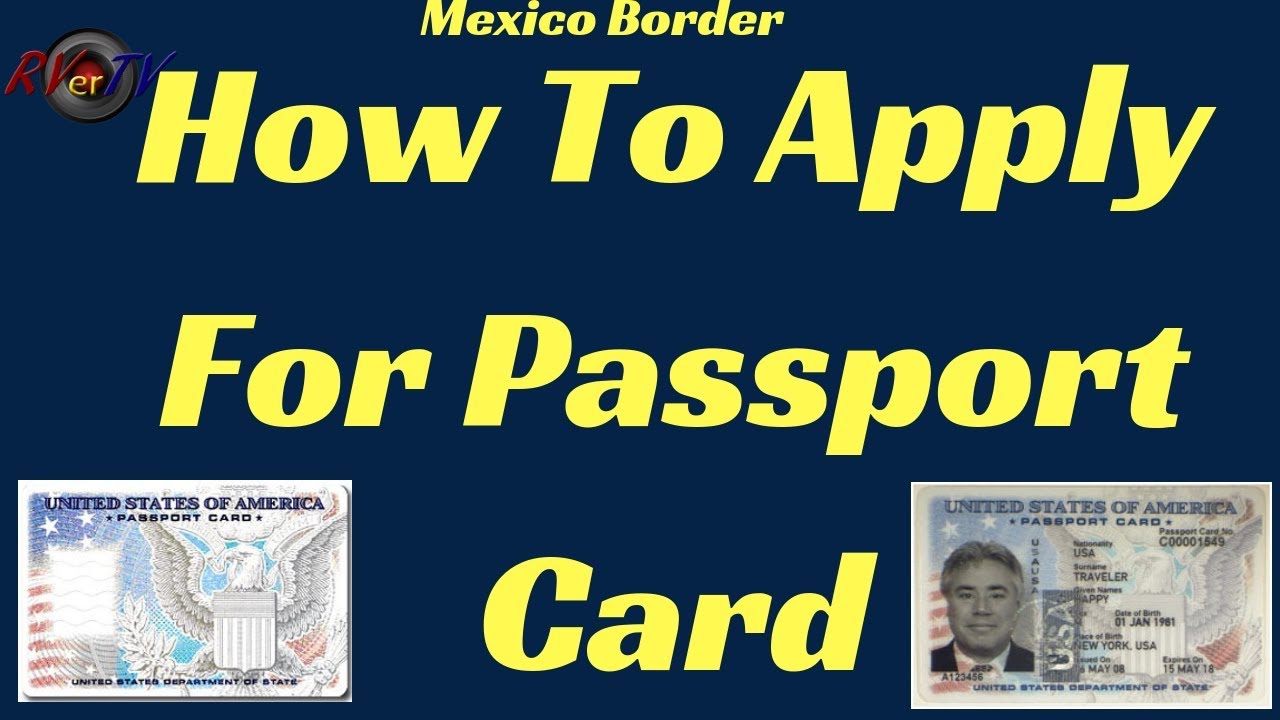 Mexico Border
RVerTV
How To Apply
For Passport
Card
UNITED STATES OF AMERICA
★ PASSPORT CARD ★
UNITED STATES DEPARTMENT OF STATE
UNITED STATES OF AMERICA
★ PASSPORT CARD ★
Passport Card No.
C00001549
Nationality
USA
Surname
TRAVELER
Given Names
HAPPY
Date of Birth
01 JAN 1981
Place of Birth
NEW YORK, USA
Issued On
Expires On
MAY 08
15 MAY 18
USA
A123456
UNITED STATES DEPARTMENT OF STATE